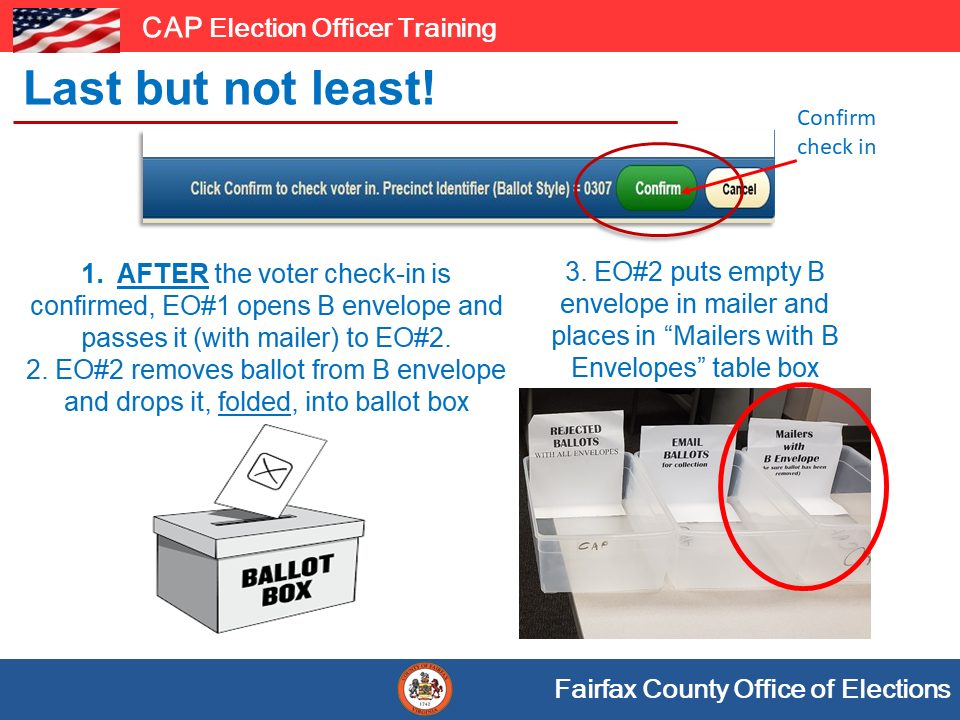 CAP Election Officer Training
Last but not least!
Confirm
check in
Click Confirm to check voter in. Precinct Identifier (Ballot Style) = 0307
Confirm
Cancel
1. AFTER the voter check-in is
confirmed, EO#1 opens B envelope and
passes it (with mailer) to EO#2.
2. EO#2 removes ballot from B envelope
and drops it, folded, into ballot box
3. EO#2 puts empty B
envelope in mailer and
places in “Mailers with B
Envelopes” table box
BALLOT
BOX
REJECTED
BALLOTS
WITH ALL ENVELOPES
EMAIL
BALLOTS
for collection
Mailers
with
B Envelope
sure ballot has been
removed)
CAP
COUNTY OF FAIRFAX
1742
VIRGINIA
Fairfax County Office of Elections